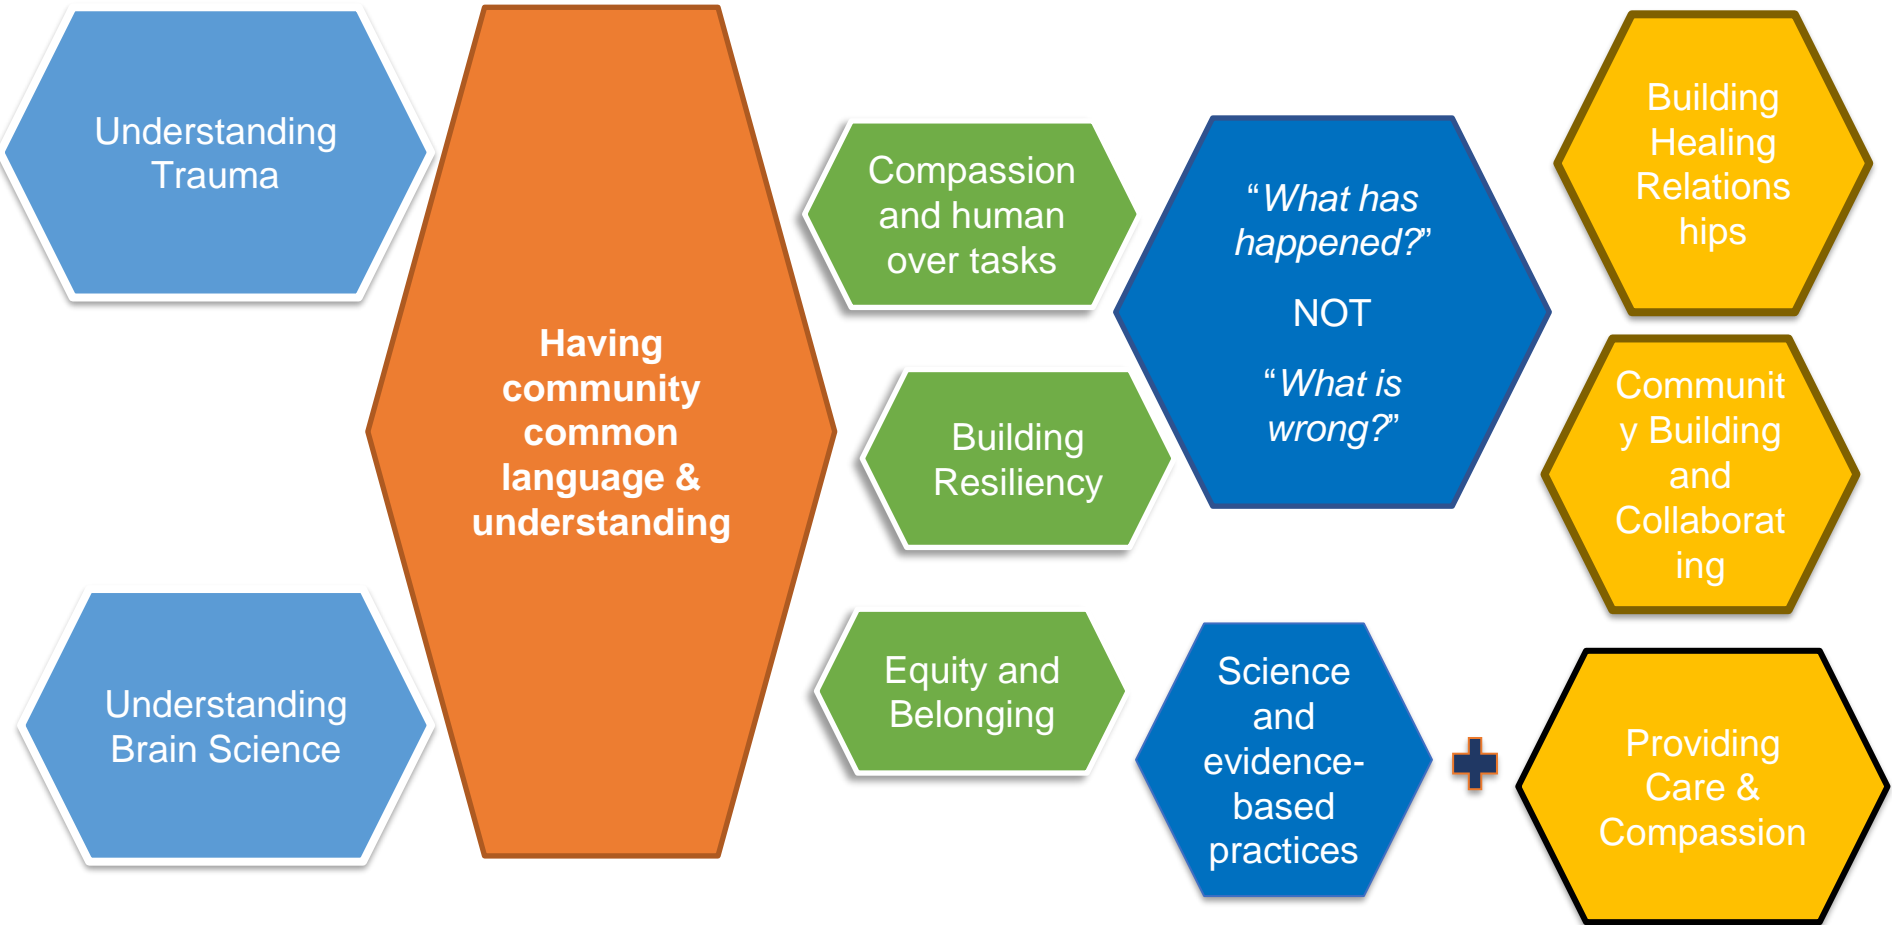 Understanding
Trauma
Understanding
Brain Science
Having
community
common
language &
understanding
Compassion
and human
over tasks
Building
Resiliency
Equity and
Belonging
“What has
happened?”
NOT
“What is
wrong?”
Science
and
evidence-
based
practices
Building
Healing
Relations
hips
Communit
y Building
and
Collaborat
ing
Providing
Care &
Compassion